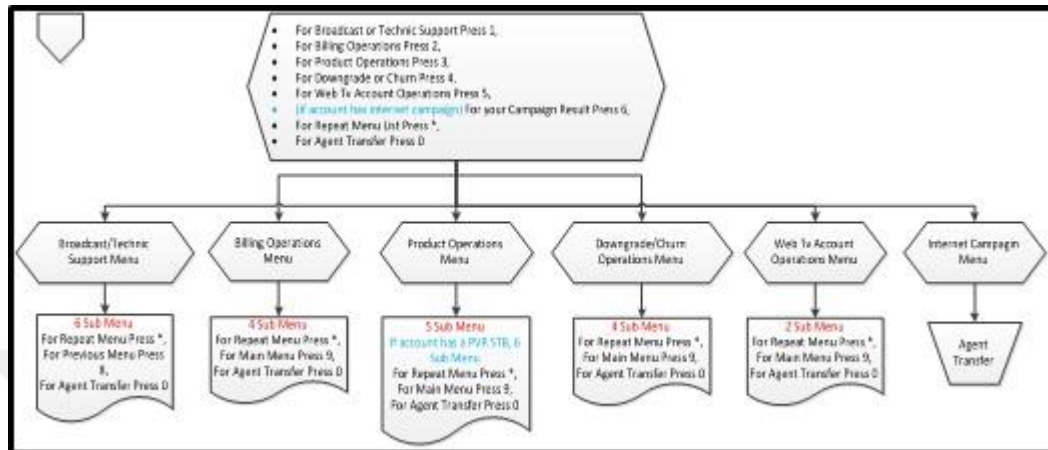 For Broadcast or Technic Support Press 1,
For Billing Operations Press 2,
For Product Operations Press 3,
For Downgrade or Churn Press 4,
For Web Tv Account Operations Press 5,
(If account has internet campaign) For your Campaign Result Press 6,
For Repeat Menu List Press *,
For Agent Transfer Press 0
Broadcast/Technic
Support Menu
Billing Operations
Menu
Product Operations
Menu
Downgrade/Churn
Operations Menu
Web Tv Account
Operations Menu
Internet Campagin
Menu
6 Sub Menu
For Repeat Menu Press *,
For Previous Menu Press
8,
For Agent Transfer Press 0
4 Sub Menu
For Repeat Menu Press *,
For Main Menu Press 9,
For Agent Transfer Press 0
5 Sub Menu
If account has a PVR STB, 6
Sub Menu
For Repeat Menu Press *,
For Main Menu Press 9,
For Agent Transfer Press 0
4 Sub Menu
For Repeat Menu Press *,
For Main Menu Press 9,
For Agent Transfer Press 0
2 Sub Menu
For Repeat Menu Press *,
For Main Menu Press 9,
For Agent Transfer Press 0
Agent
Transfer